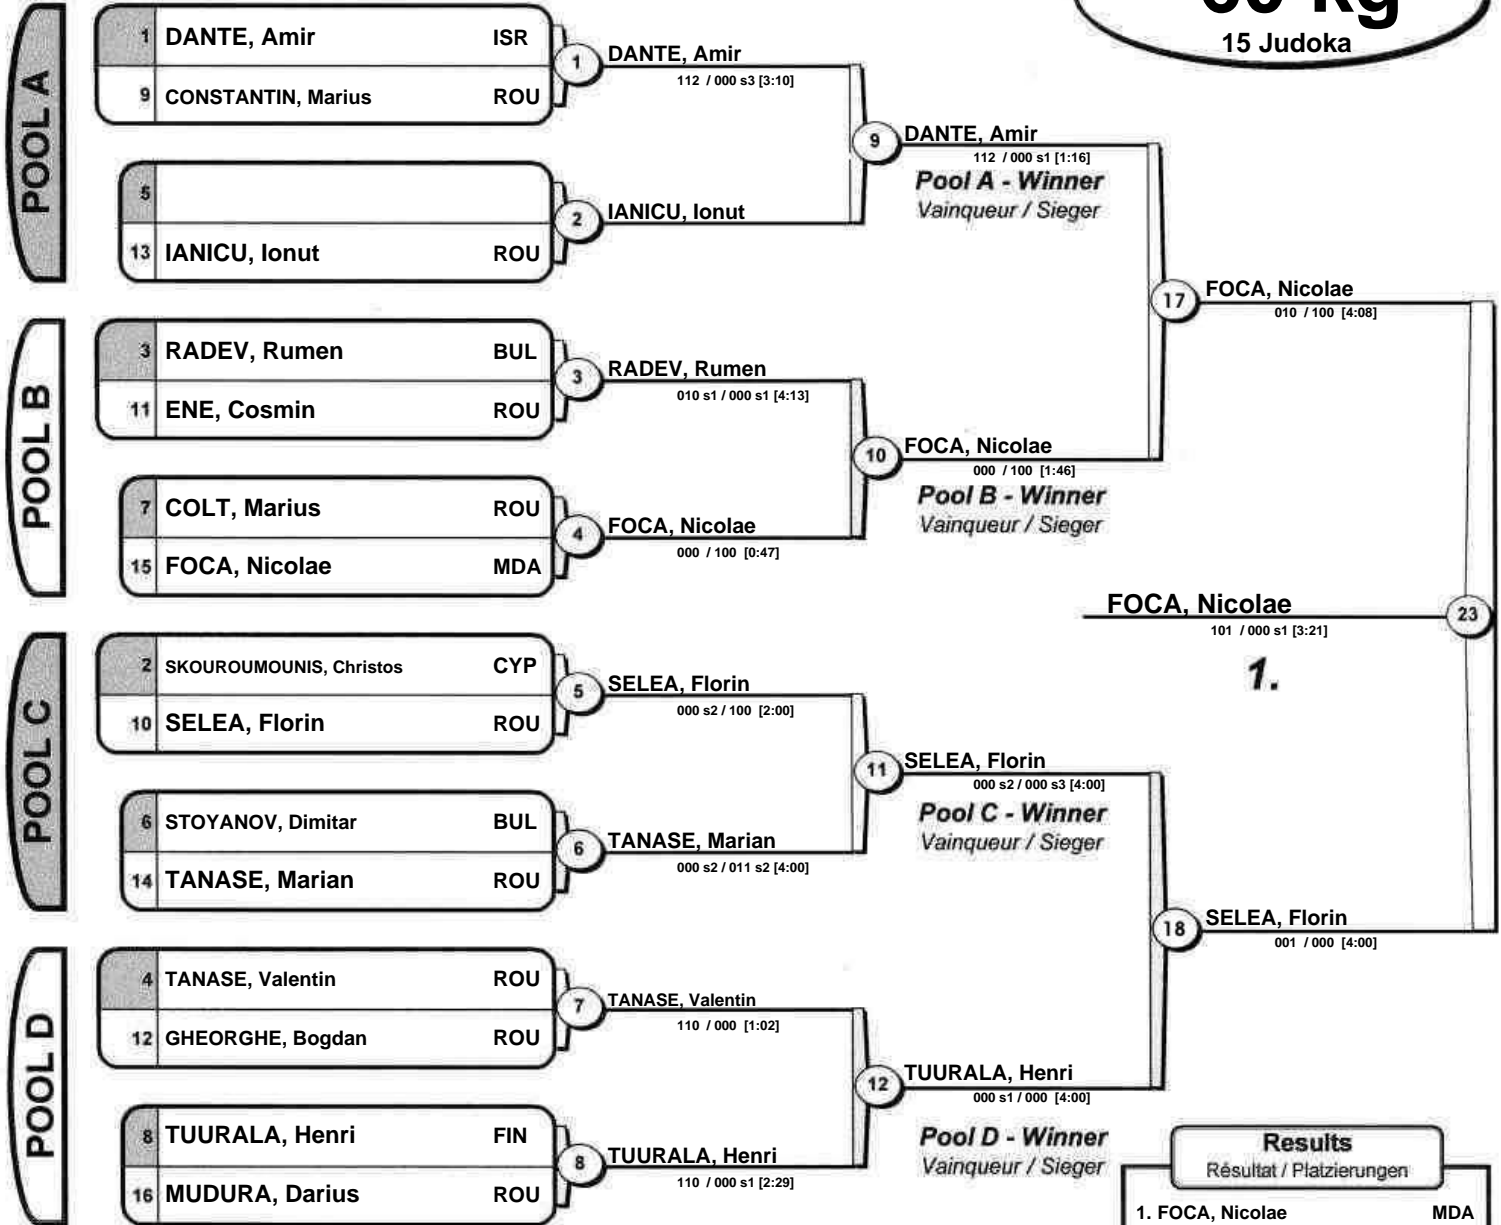 15 Judoka
POOL A
1 DANTE, Amir ISR
9 CONSTANTIN, Marius ROU
5
13 IANICU, Ionut ROU
1 DANTE, Amir
112 / 000 s3 [3:10]
2 IANICU, Ionut
9 DANTE, Amir
112 / 000 s1 [1:16]
Pool A - Winner
Vainqueur / Sieger
POOL B
3 RADEV, Rumen BUL
11 ENE, Cosmin ROU
7 COLT, Marius ROU
15 FOCA, Nicolae MDA
3 RADEV, Rumen
010 s1 / 000 s1 [4:13]
4 FOCA, Nicolae
000 / 100 [0:47]
10 FOCA, Nicolae
000 / 100 [1:46]
Pool B - Winner
Vainqueur / Sieger
17 FOCA, Nicolae
010 / 100 [4:08]
FOCA, Nicolae 23
101 / 000 s1 [3:21]
1.
POOL C
2 SKOUROUMOUNIS, Christos CYP
10 SELEA, Florin ROU
6 STOYANOV, Dimitar BUL
14 TANASE, Marian ROU
5 SELEA, Florin
000 s2 / 100 [2:00]
6 TANASE, Marian
000 s2 / 011 s2 [4:00]
11 SELEA, Florin
000 s2 / 000 s3 [4:00]
Pool C - Winner
Vainqueur / Sieger
18 SELEA, Florin
001 / 000 [4:00]
POOL D
4 TANASE, Valentin ROU
12 GHEORGHE, Bogdan ROU
8 TUURALA, Henri FIN
16 MUDURA, Darius ROU
7 TANASE, Valentin
110 / 000 [1:02]
8 TUURALA, Henri
110 / 000 s1 [2:29]
12 TUURALA, Henri
000 s1 / 000 [4:00]
Pool D - Winner
Vainqueur / Sieger
Results
Résultat / Platzierungen
1. FOCA, Nicolae MDA